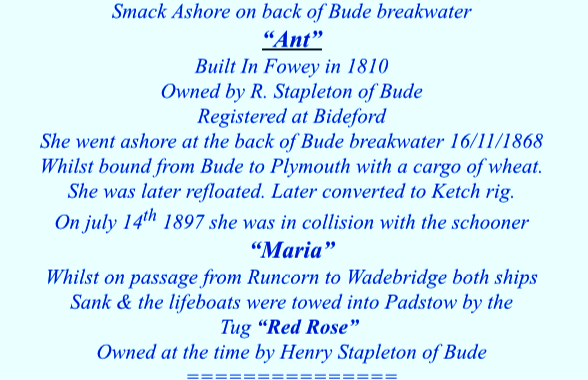 Smack Ashore on back of Bude breakwater
“Ant”
Built In Fowey in 1810
Owned by R. Stapleton of Bude
Registered at Bideford
She went ashore at the back of Bude breakwater 16/11/1868
Whilst bound from Bude to Plymouth with a cargo of wheat.
She was later refloated. Later converted to Ketch rig.
On july 14th 1897 she was in collision with the schooner
“Maria”
Whilst on passage from Runcorn to Wadebridge both ships
Sank & the lifeboats were towed into Padstow by the
Tug “Red Rose”
Owned at the time by Henry Stapleton of Bude
===============